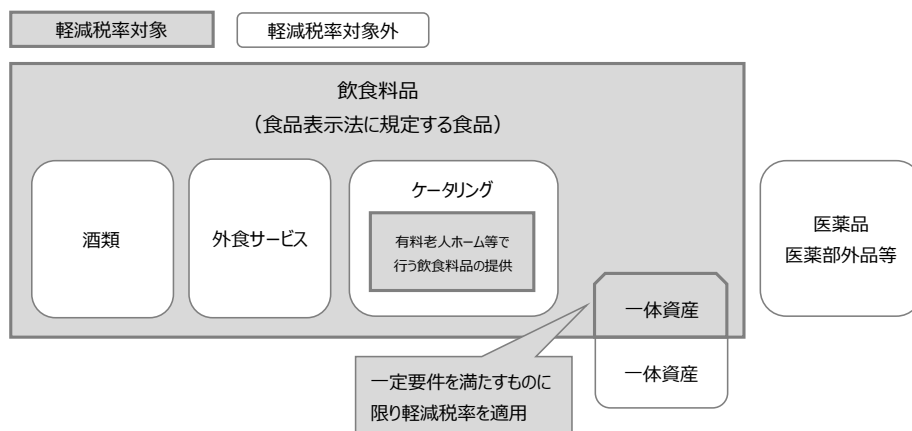 軽減税率対象
軽減税率対象外
飲食料品
（食品表示法に規定する食品）
酒類
外食サービス
ケータリング
有料老人ホーム等で
行う飲食料品の提供
医薬品
医薬部外品等
一体資産
一体資産
一定要件を満たすものに
限り軽減税率を適用